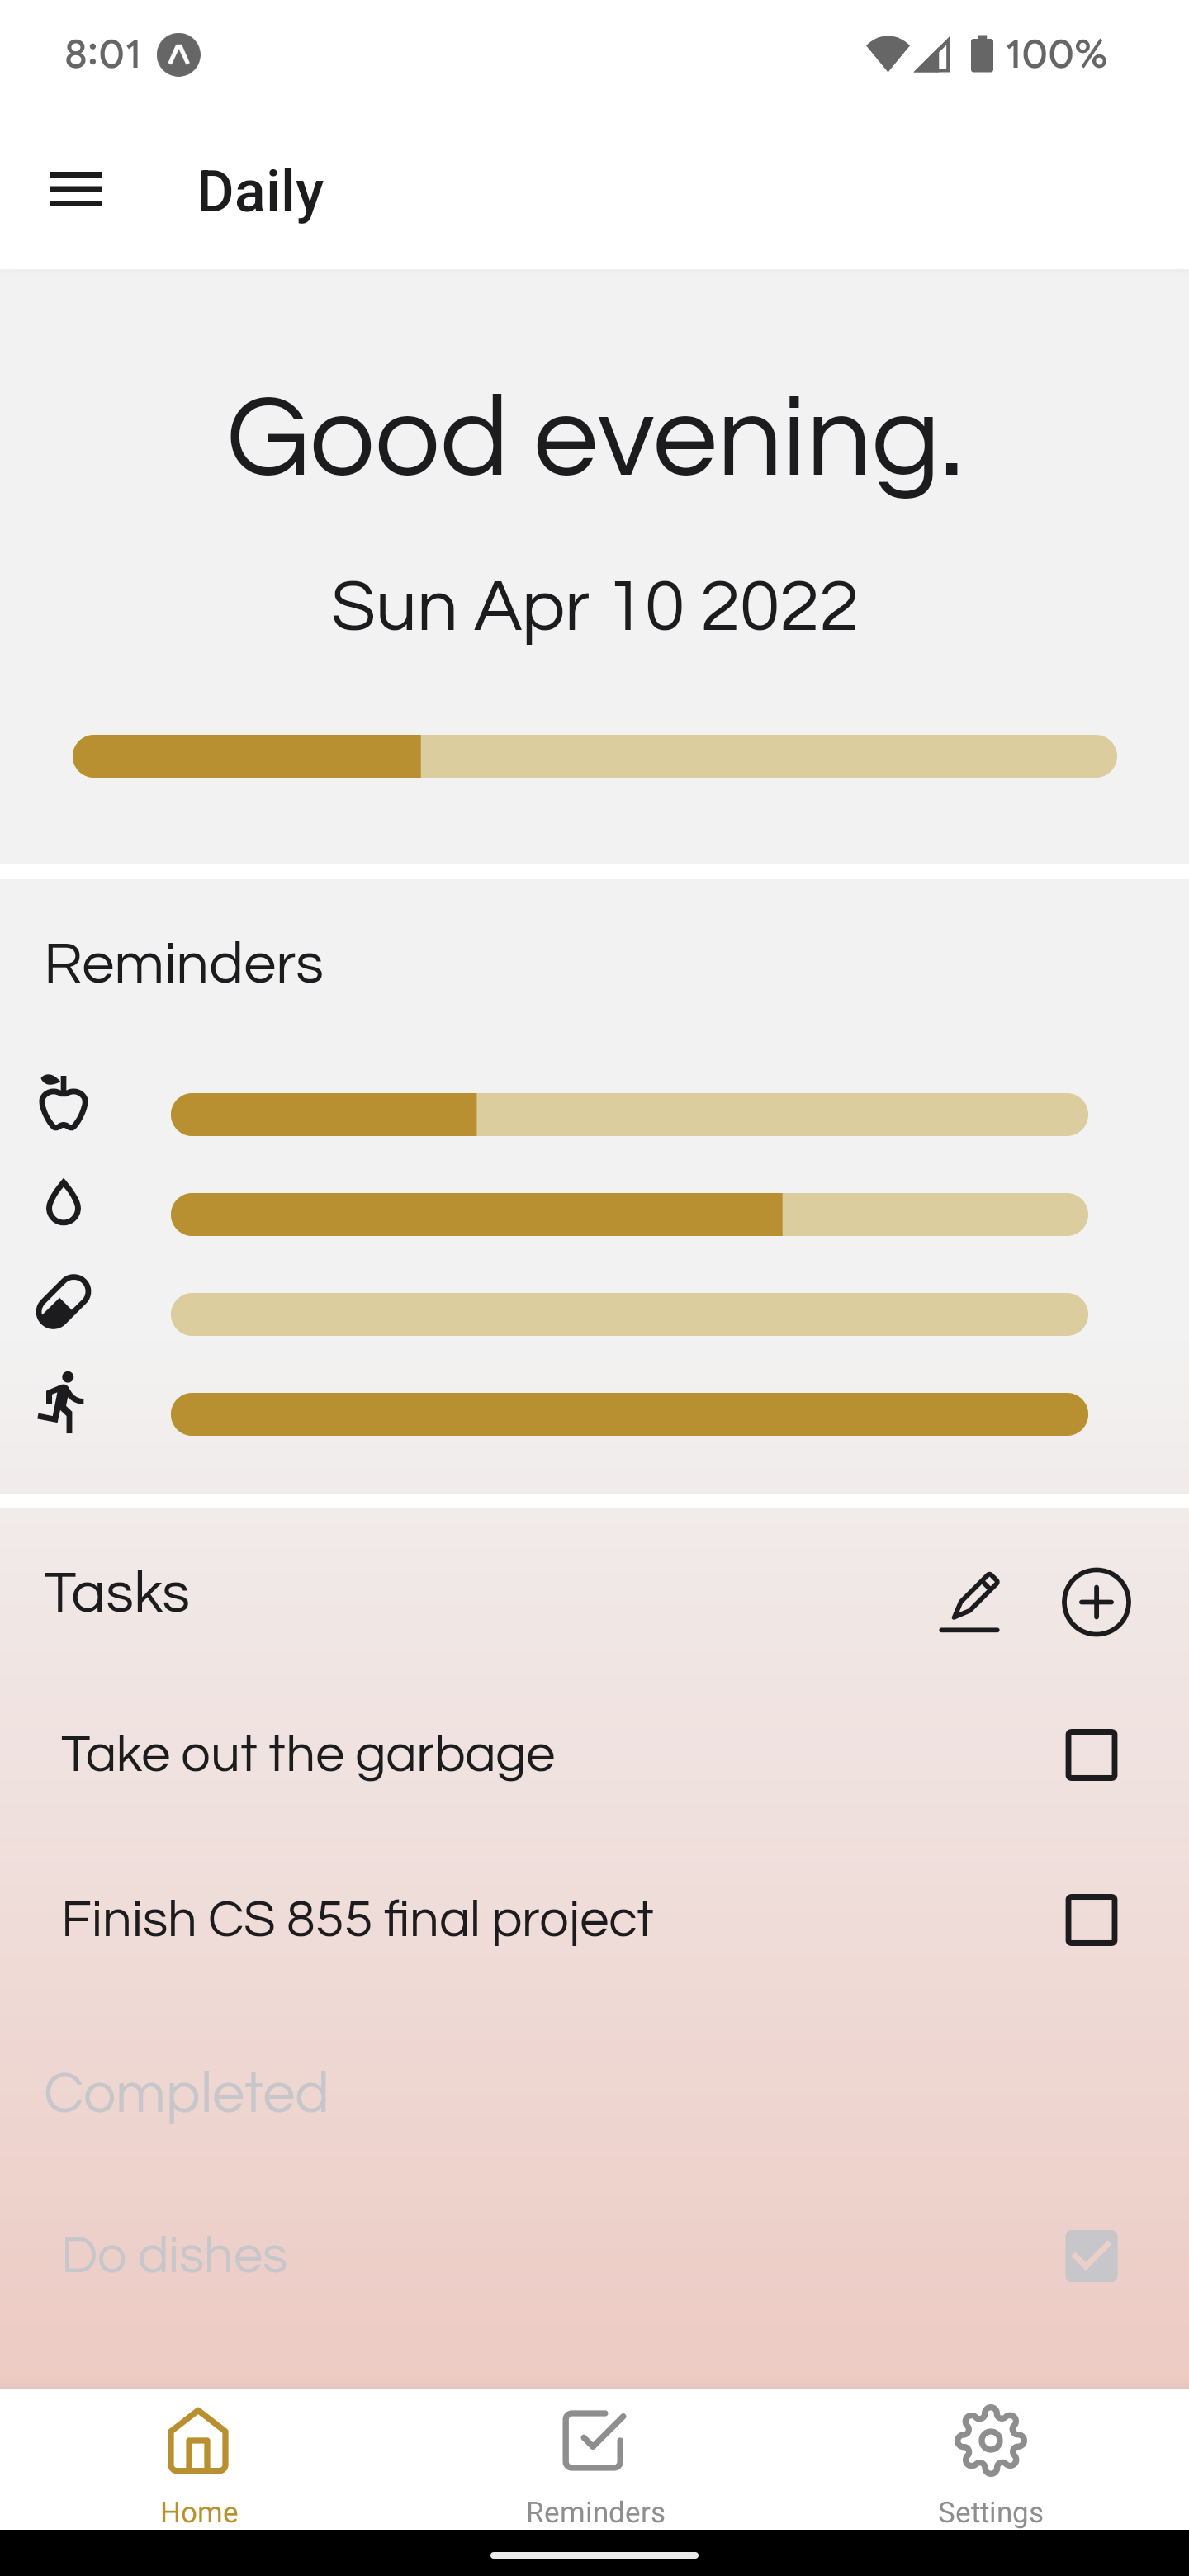 8:01
100%
Daily
Good evening.
Sun Apr 10 2022
Reminders
Tasks
Take out the garbage
Finish CS 855 final project
Completed
Do dishes
Home
Reminders
Settings